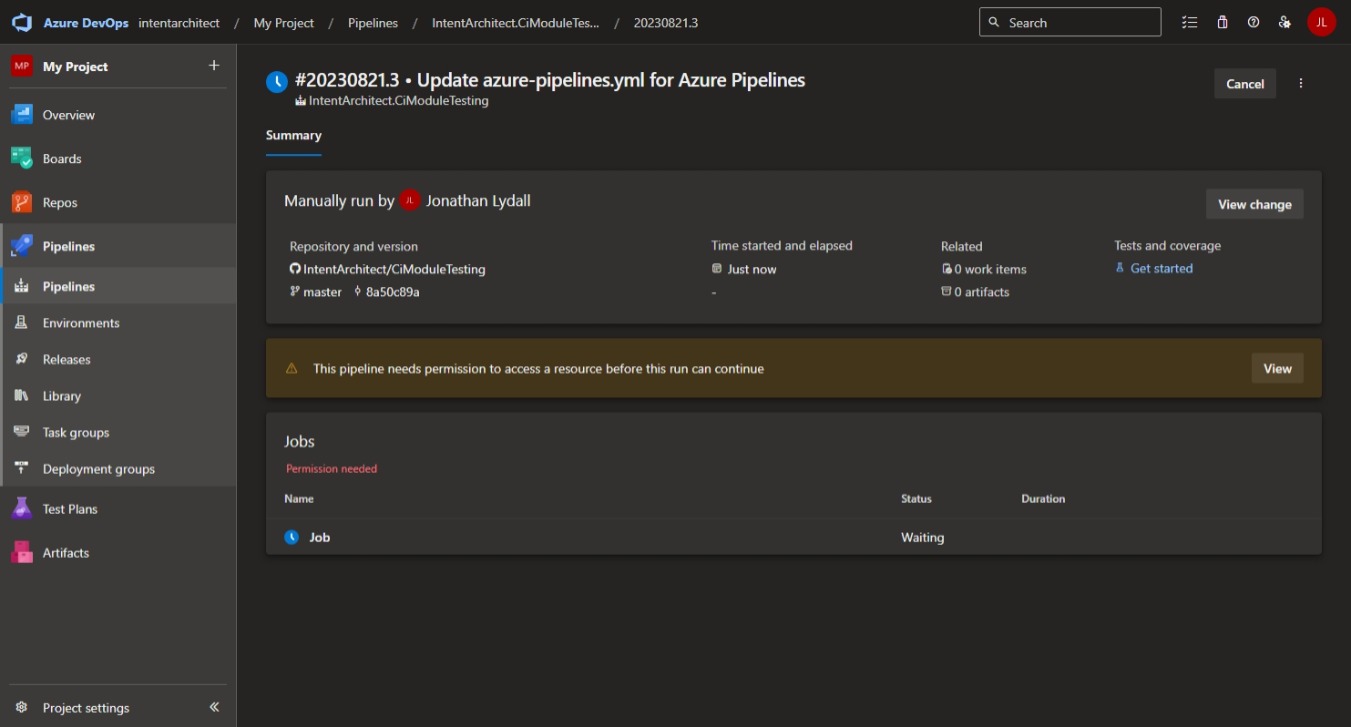 Azure DevOps intentarchitect / My Project / Pipelines / IntentArchitect.CiModuleTes... / 20230821.3 Search JL
MP My Project +
Overview
Boards
Repos
Pipelines
Pipelines
Environments
Releases
Library
Task groups
Deployment groups
Test Plans
Artifacts
Project settings
#20230821.3 • Update azure-pipelines.yml for Azure Pipelines
IntentArchitect.CiModuleTesting
Cancel
Summary
Manually run by JL Jonathan Lydall
View change
Repository and version
IntentArchitect/CiModuleTesting
master 8a50c89a
Time started and elapsed
Just now
-
Related
0 work items
0 artifacts
Tests and coverage
Get started
This pipeline needs permission to access a resource before this run can continue
View
Jobs
Permission needed
Name Status Duration
Job Waiting